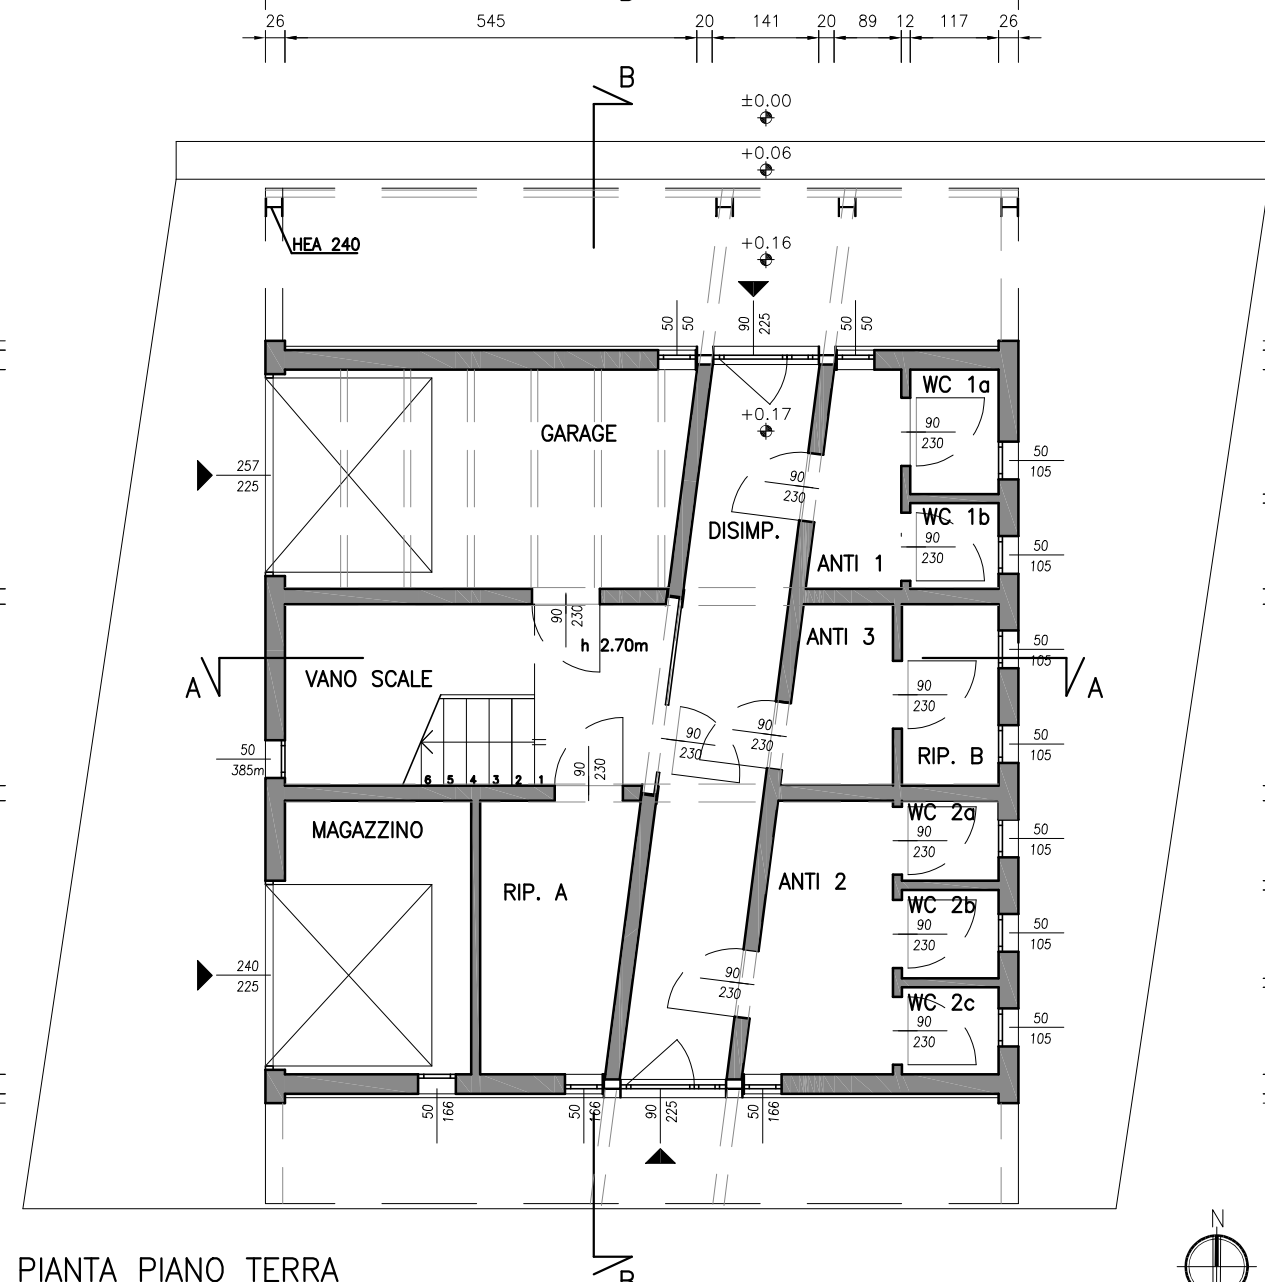 26 545 20 141 20 89 12 117 26
B
±0.00
+0.06
HEA 240
+0.16
50 50
90 225
50 50
WC 1a
+0.17
GARAGE
90 230
50 105
257 225
90 230
WC 1b
DISIMP.
90 230
50 105
ANTI 1
90 230
ANTI 3
h 2.70m
50 105
A
VANO SCALE
A
90 230
90 230
90 230
50 385m
RIP. B
90 230
6 5 4 3 2 1
WC 2a
MAGAZZINO
90 230
50 105
ANTI 2
RIP. A
WC 2b
90 230
50 105
240 225
90 230
WC 2c
90 230
50 105
50 166
50 166
90 225
50 166
N
PIANTA PIANO TERRA
B